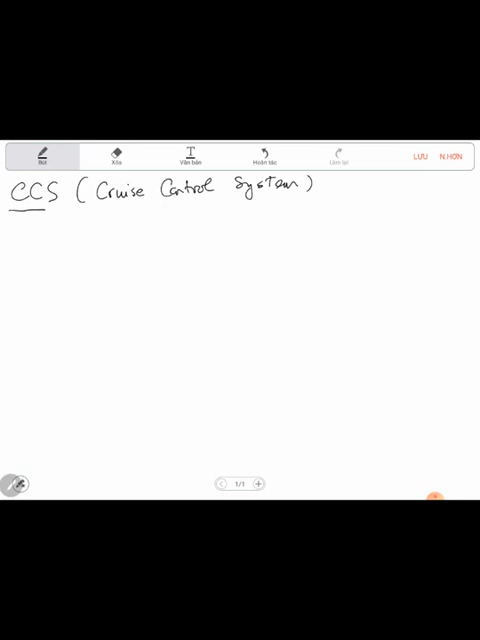 Bút Xóa Văn bản Hoàn tác Làm lại LƯU N.HƠN
CCS (Cruise Control System)
1/1